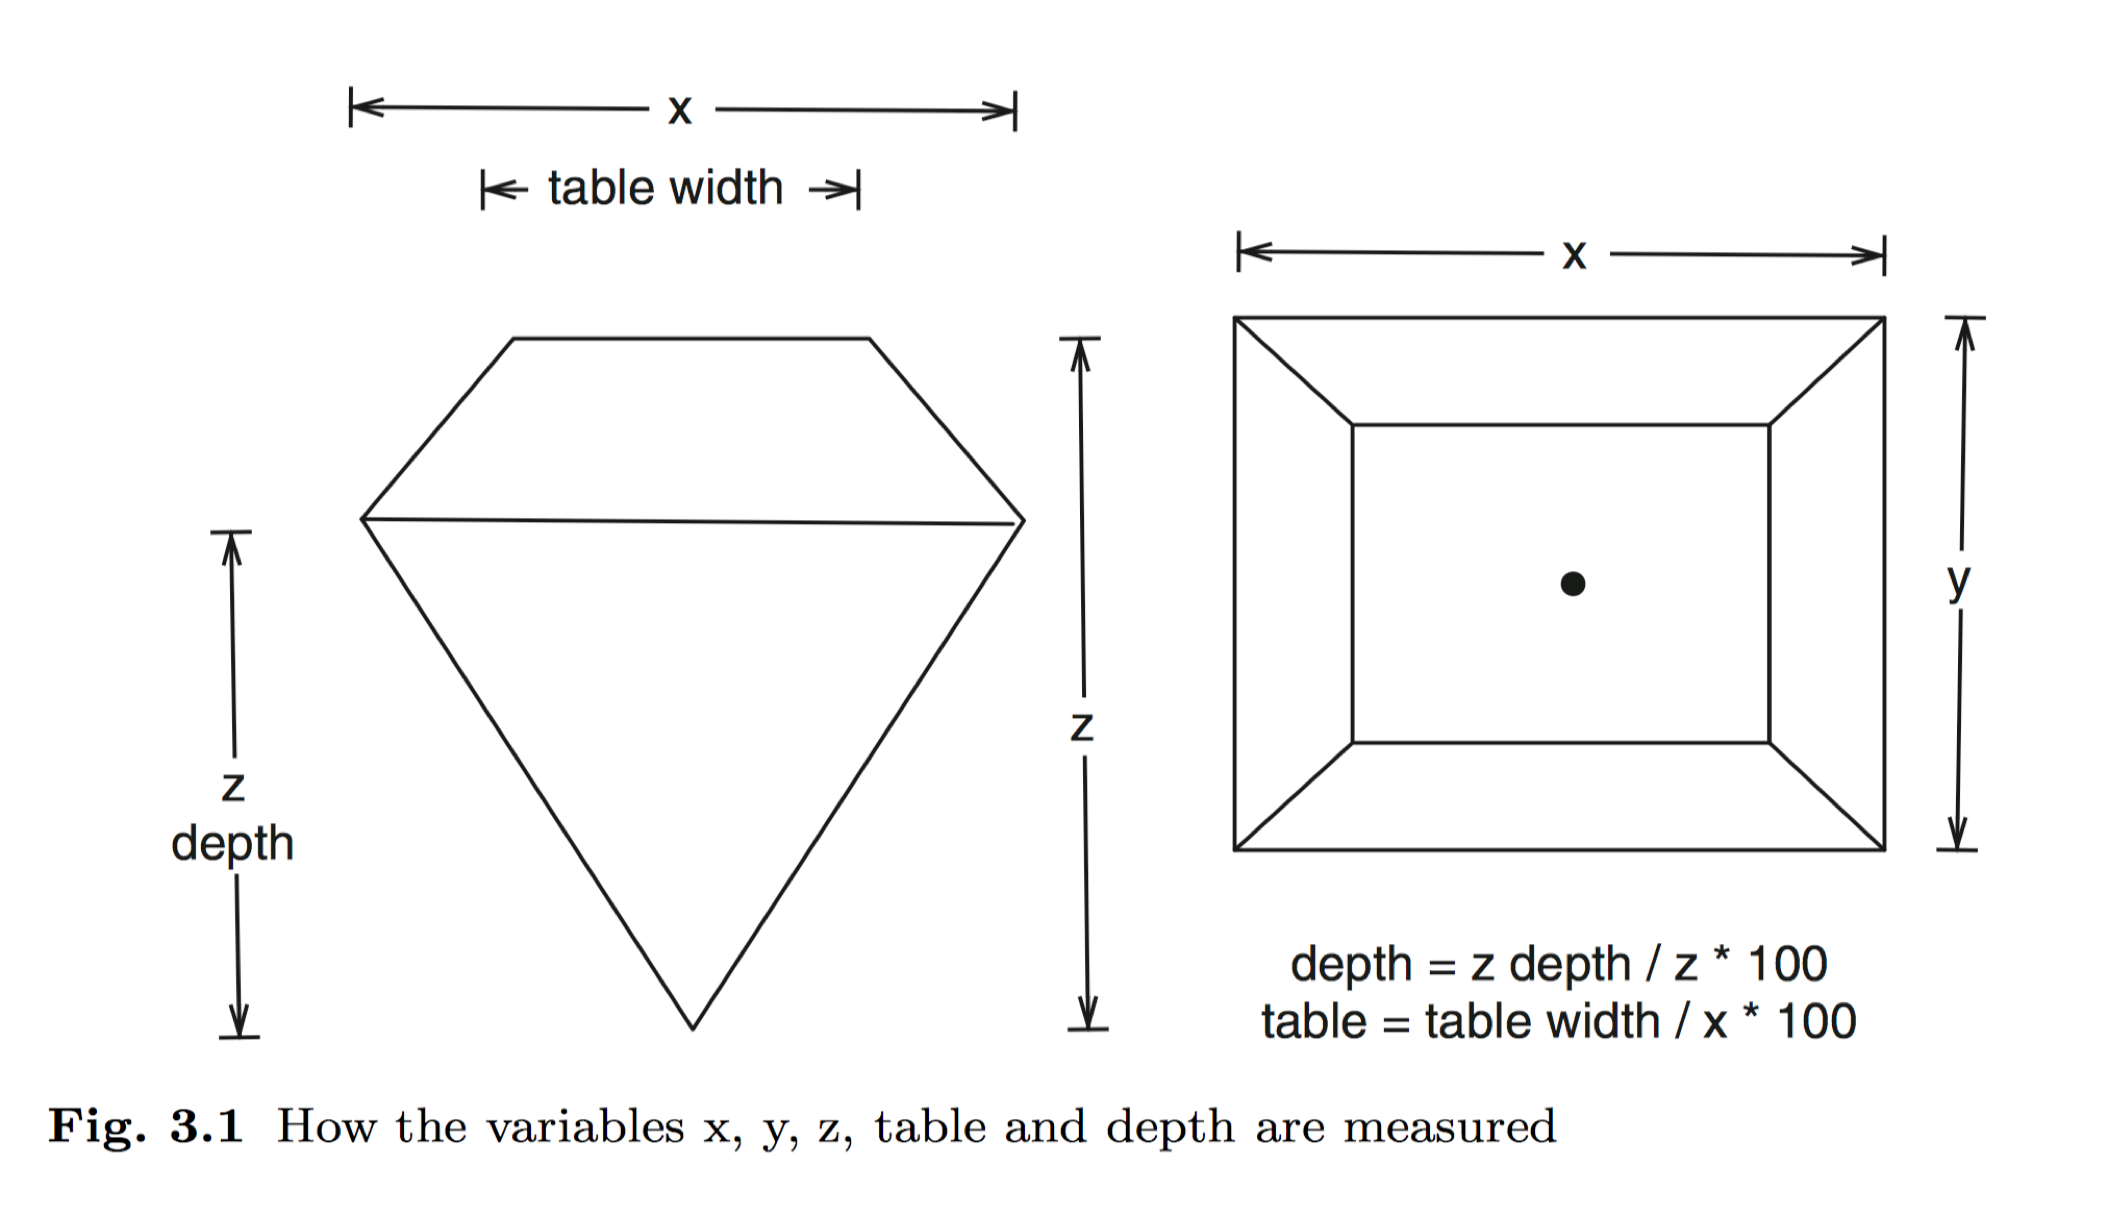 x
table width
x
y
z
z
depth
depth = z depth / z * 100
table = table width / x * 100
Fig. 3.1 How the variables x, y, z, table and depth are measured